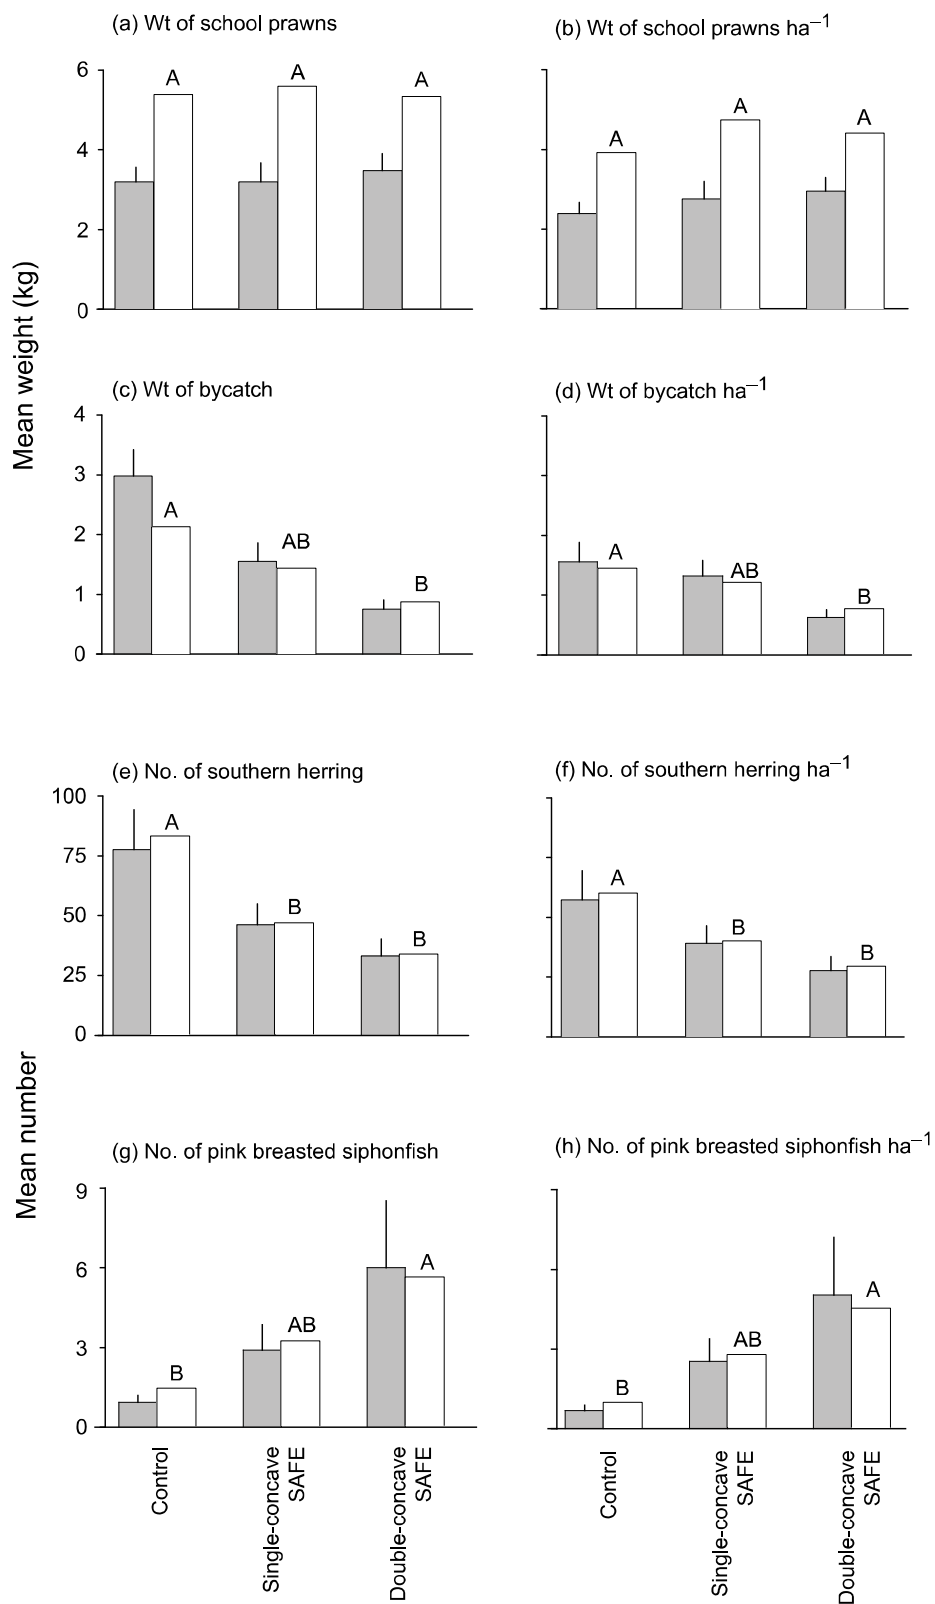 (a) Wt of school prawns
(b) Wt of school prawns ha⁻¹
6
4
2
0
A
A
A
A
A
A
Mean weight (kg)
(c) Wt of bycatch
(d) Wt of bycatch ha⁻¹
4
3
2
1
0
A
AB
B
A
AB
B
(e) No. of southern herring
(f) No. of southern herring ha⁻¹
100
75
50
25
0
A
B
B
A
B
B
Mean number
(g) No. of pink breasted siphonfish
(h) No. of pink breasted siphonfish ha⁻¹
9
6
3
0
B
AB
A
B
AB
A
Control
Single-concave
SAFE
Double-concave
SAFE
Control
Single-concave
SAFE
Double-concave
SAFE